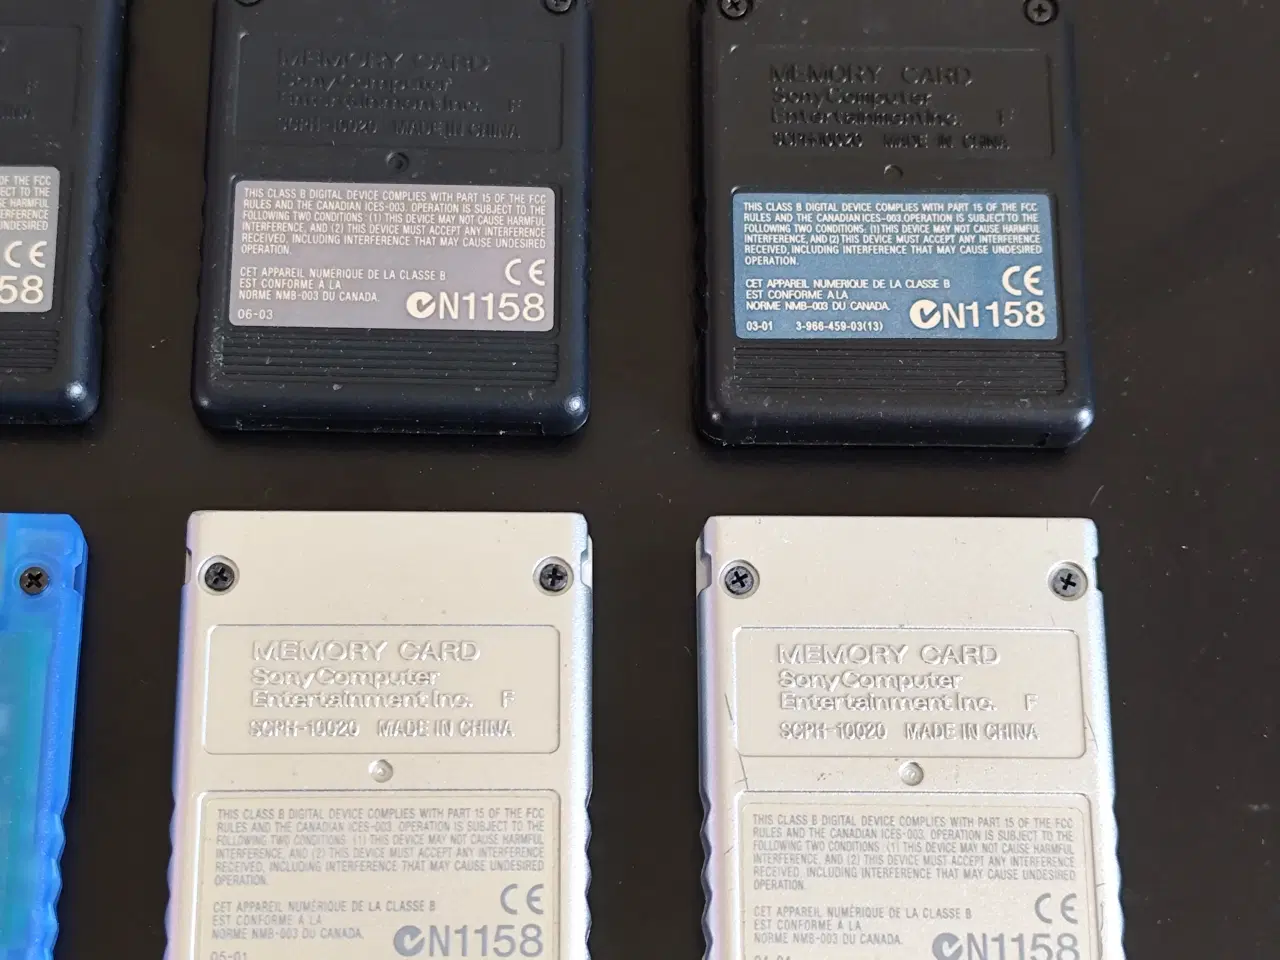 F
OF THE FCC
ECT TO THE
HARMFUL
TERFERENCE
UNDESIRED
CE
58
MEMORY CARD
Sony Computer
Entertainment Inc. F
SCPH-10020 MADE IN CHINA
THIS CLASS B DIGITAL DEVICE COMPLIES WITH PART 15 OF THE FCC
RULES AND THE CANADIAN ICES-003. OPERATION IS SUBJECT TO THE
FOLLOWING TWO CONDITIONS: (1) THIS DEVICE MAY NOT CAUSE HARMFUL
INTERFERENCE, AND (2) THIS DEVICE MUST ACCEPT ANY INTERFERENCE
RECEIVED, INCLUDING INTERFERENCE THAT MAY CAUSE UNDESIRED
OPERATION.
CET APPAREIL NUMÉRIQUE DE LA CLASSE B
EST CONFORME À LA
NORME NMB-003 DU CANADA.
CE
06-03
N1158
MEMORY CARD
Sony Computer
Entertainment Inc. F
SCPH-10020 MADE IN CHINA
THIS CLASS B DIGITAL DEVICE COMPLIES WITH PART 15 OF THE FCC
RULES AND THE CANADIAN ICES-003.OPERATION IS SUBJECT TO THE
FOLLOWING TWO CONDITIONS: (1) THIS DEVICE MAY NOT CAUSE HARMFUL
INTERFERENCE, AND (2) THIS DEVICE MUST ACCEPT ANY INTERFERENCE
RECEIVED, INCLUDING INTERFERENCE THAT MAY CAUSE UNDESIRED
OPERATION.
CET APPAREIL NUMERIQUE DE LA CLASSE B
EST CONFORME A LA
NORME NMB-003 DU CANADA.
CE
03-01 3-966-459-03(13)
N1158
MEMORY CARD
Sony Computer
Entertainment Inc. F
SCPH-10020 MADE IN CHINA
THIS CLASS B DIGITAL DEVICE COMPLIES WITH PART 15 OF THE FCC
RULES AND THE CANADIAN ICES-003. OPERATION IS SUBJECT TO THE
FOLLOWING TWO CONDITIONS: (1) THIS DEVICE MAY NOT CAUSE HARMFUL
INTERFERENCE, AND (2) THIS DEVICE MUST ACCEPT ANY INTERFERENCE
RECEIVED, INCLUDING INTERFERENCE THAT MAY CAUSE UNDESIRED
OPERATION.
CET APPAREIL NUMÉRIQUE DE LA CLASSE B
EST CONFORME À LA
NORME NMB-003 DU CANADA.
CE
05-01
N1158
MEMORY CARD
Sony Computer
Entertainment Inc. F
SCPH-10020 MADE IN CHINA
THIS CLASS B DIGITAL DEVICE COMPLIES WITH PART 15 OF THE FCC
RULES AND THE CANADIAN ICES-003. OPERATION IS SUBJECT TO THE
FOLLOWING TWO CONDITIONS: (1) THIS DEVICE MAY NOT CAUSE HARMFUL
INTERFERENCE, AND (2) THIS DEVICE MUST ACCEPT ANY INTERFERENCE
RECEIVED, INCLUDING INTERFERENCE THAT MAY CAUSE UNDESIRED
OPERATION.
CET APPAREIL NUMÉRIQUE DE LA CLASSE B
EST CONFORME À LA
NORME NMB-003 DU CANADA.
CE
N1158